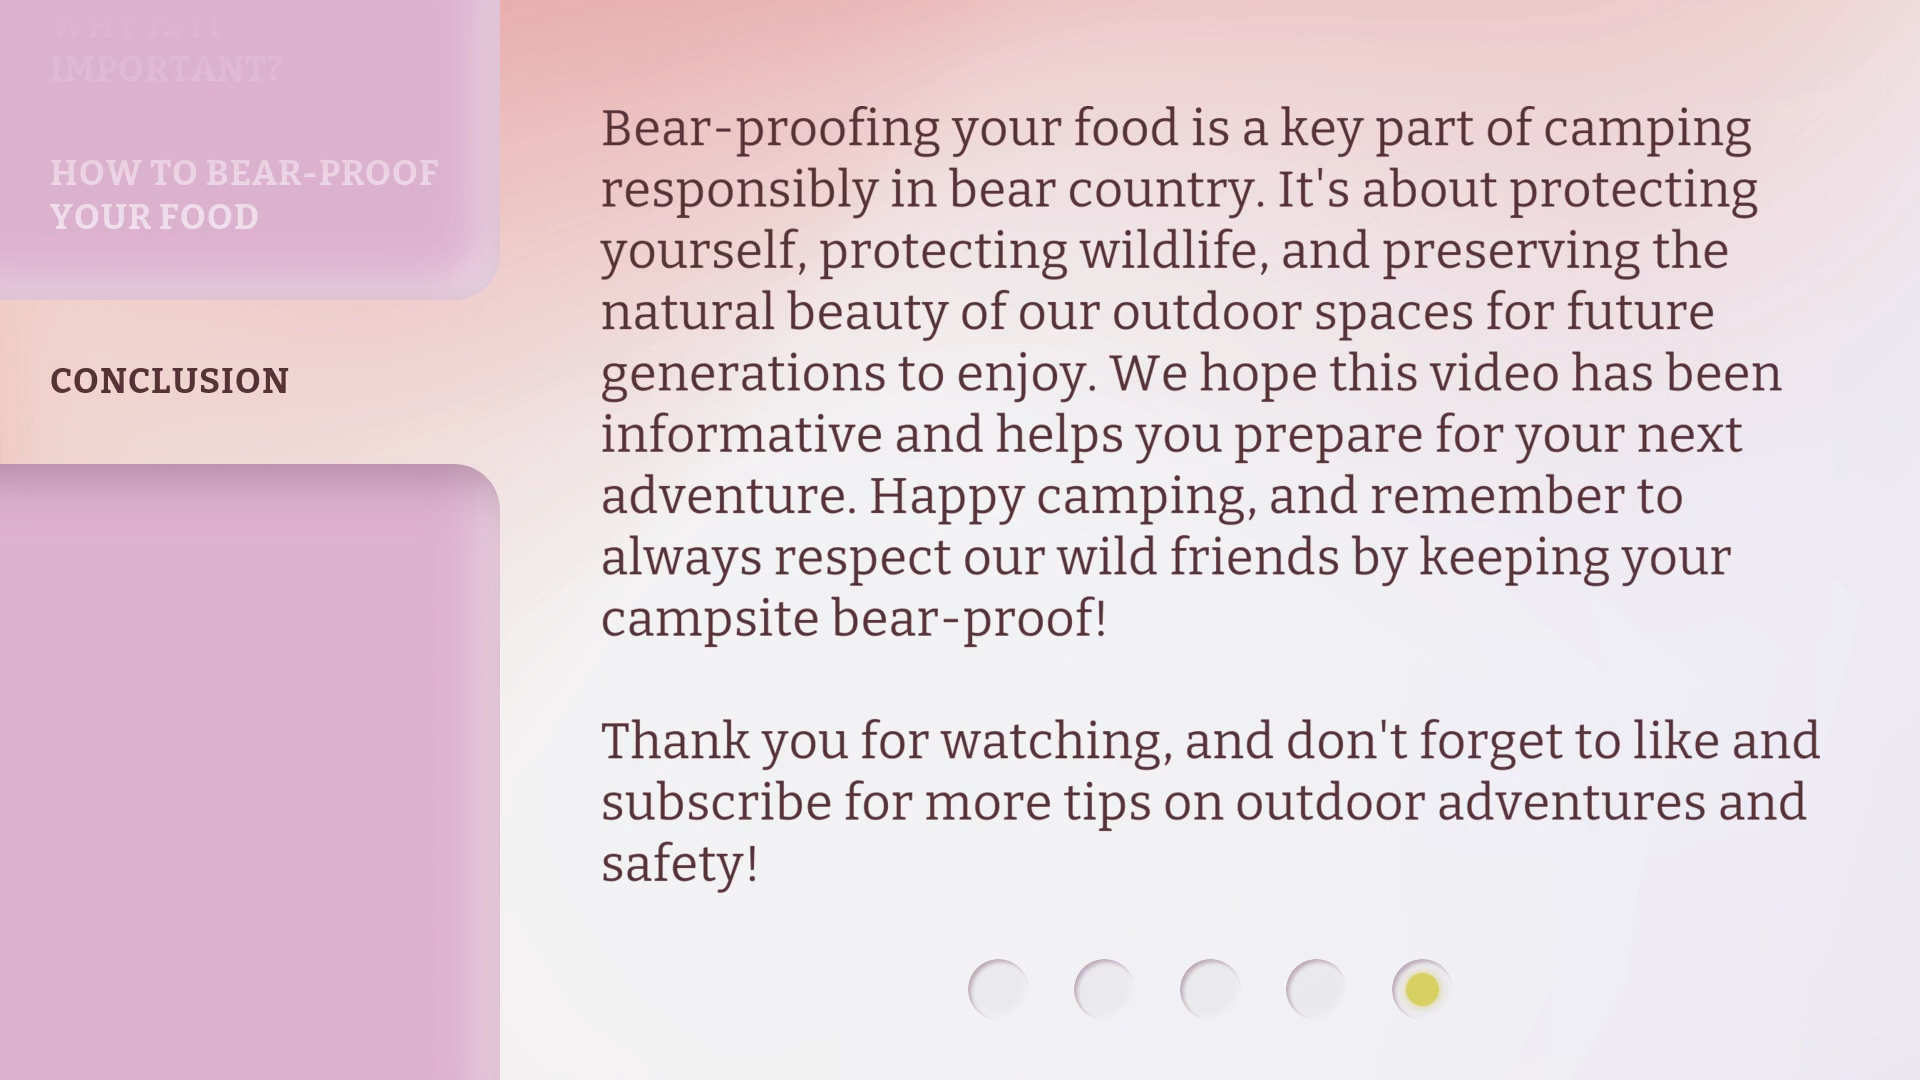 WHY IS IT
IMPORTANT?
HOW TO BEAR-PROOF
YOUR FOOD
CONCLUSION
Bear-proofing your food is a key part of camping
responsibly in bear country. It's about protecting
yourself, protecting wildlife, and preserving the
natural beauty of our outdoor spaces for future
generations to enjoy. We hope this video has been
informative and helps you prepare for your next
adventure. Happy camping, and remember to
always respect our wild friends by keeping your
campsite bear-proof!
Thank you for watching, and don't forget to like and
subscribe for more tips on outdoor adventures and
safety!